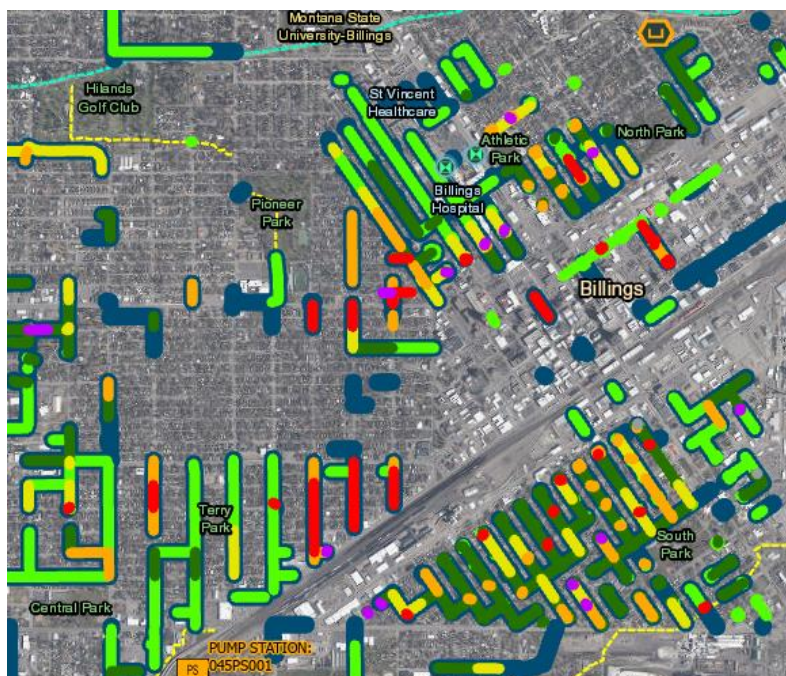 Montana State
University-Billings
Hilands
Golf Club
St Vincent
Healthcare
Athletic
Park
North Park
Billings
Hospital
Pioneer
Park
Billings
Terry
Park
South
Park
Central Park
PUMP STATION:
045PS001
PS